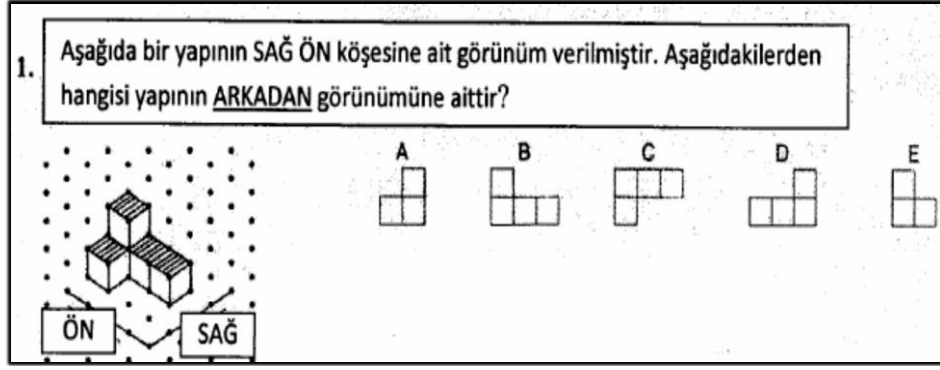 1.
Aşağıda bir yapının SAĞ ÖN köşesine ait görünüm verilmiştir. Aşağıdakilerden
hangisi yapının ARKADAN görünümüne aittir?
A B C D E
ÖN SAĞ